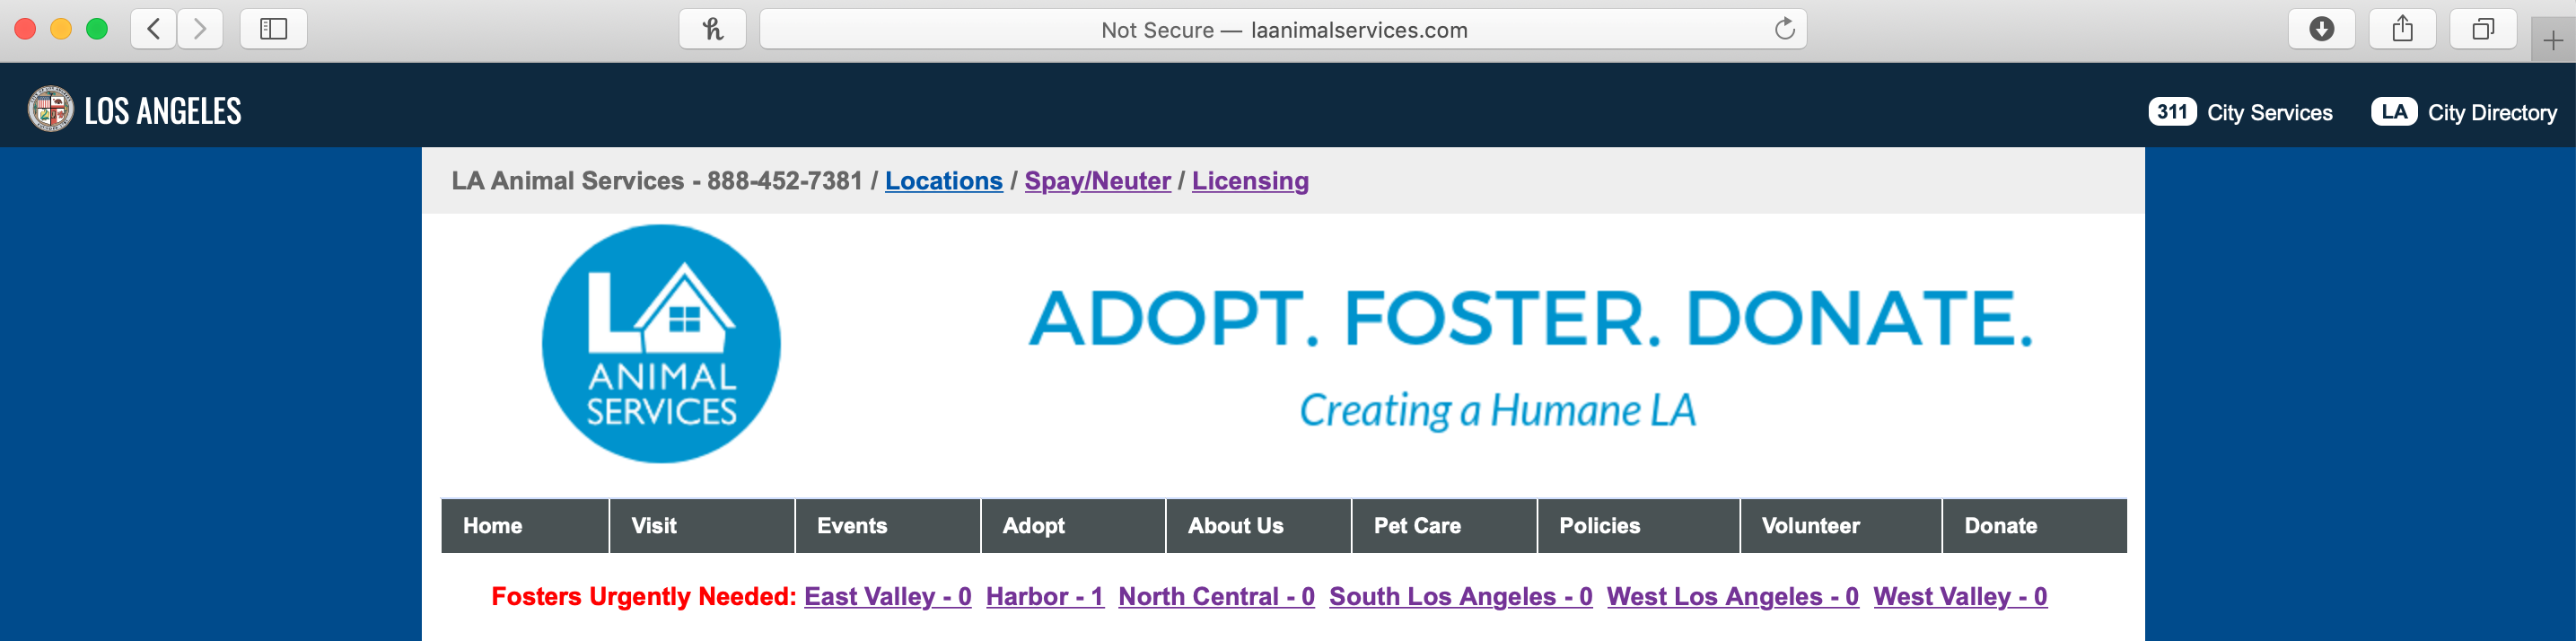 Not Secure — laanimalservices.com
LOS ANGELES
311 City Services LA City Directory
LA Animal Services - 888-452-7381 / Locations / Spay/Neuter / Licensing
LA
ANIMAL
SERVICES
ADOPT. FOSTER. DONATE.
Creating a Humane LA
Home Visit Events Adopt About Us Pet Care Policies Volunteer Donate
Fosters Urgently Needed: East Valley - 0 Harbor - 1 North Central - 0 South Los Angeles - 0 West Los Angeles - 0 West Valley - 0